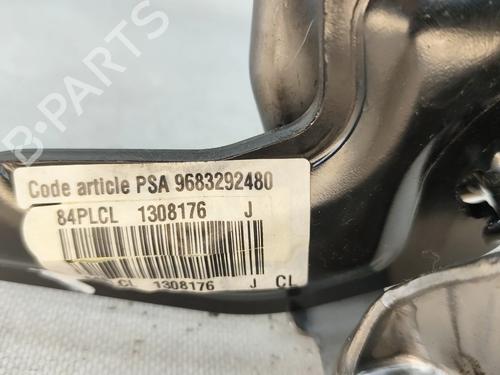 B-PARTS
Code article PSA 9683292480
84PLCL 1308176 J
CL 1308176 J CL